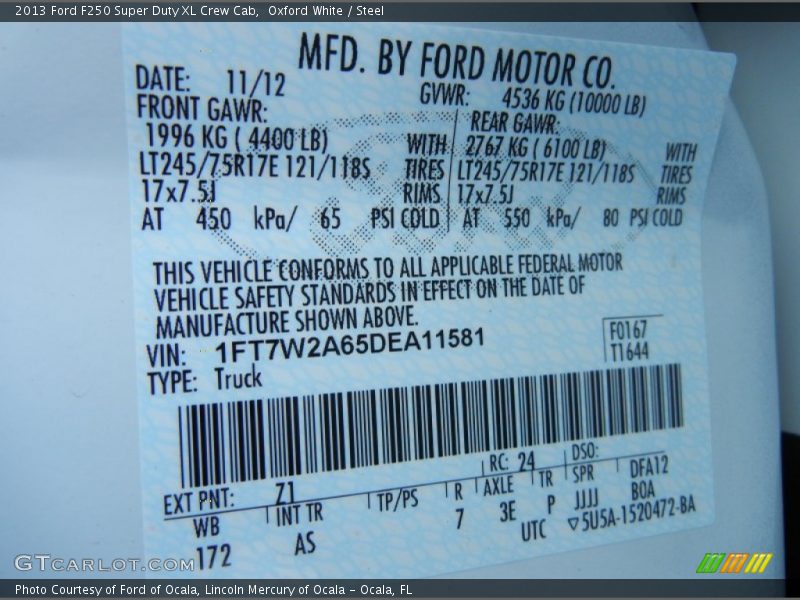 2013 Ford F250 Super Duty XL Crew Cab,  Oxford White / Steel
MFD. BY FORD MOTOR CO.
DATE: 11/12 GVWR: 4536 KG (10000 LB)
FRONT GAWR: REAR GAWR:
1996 KG ( 4400 LB) WITH 2767 KG ( 6100 LB) WITH
LT245/75R17E 121/118S TIRES LT245/75R17E 121/118S TIRES
17x7.5J RIMS 17x7.5J RIMS
AT 450 kPa/ 65 PSI COLD AT 550 kPa/ 80 PSI COLD
THIS VEHICLE CONFORMS TO ALL APPLICABLE FEDERAL MOTOR
VEHICLE SAFETY STANDARDS IN EFFECT ON THE DATE OF
MANUFACTURE SHOWN ABOVE.
VIN: 1FT7W2A65DEA11581
F0167
T1644
TYPE: Truck
EXT PNT: Z1 RC: 24 DSO:
WB INT TR TP/PS R AXLE TR SPR DFA12
172 AS 7 3E P JJJJ BOA
UTC ▽5U5A-1520472-BA
GTCARLOT.COM
Photo Courtesy of Ford of Ocala, Lincoln Mercury of Ocala - Ocala, FL